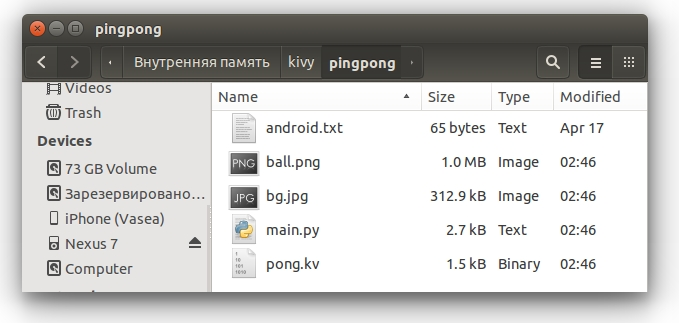 pingpong
Внутренняя память kivy pingpong
Videos
Trash
Devices
73 GB Volume
Зарезервировано...
iPhone (Vasea)
Nexus 7
Computer
Name Size Type Modified
android.txt 65 bytes Text Apr 17
PNG ball.png 1.0 MB Image 02:46
JPG bg.jpg 312.9 kB Image 02:46
main.py 2.7 kB Text 02:46
pong.kv 1.5 kB Binary 02:46